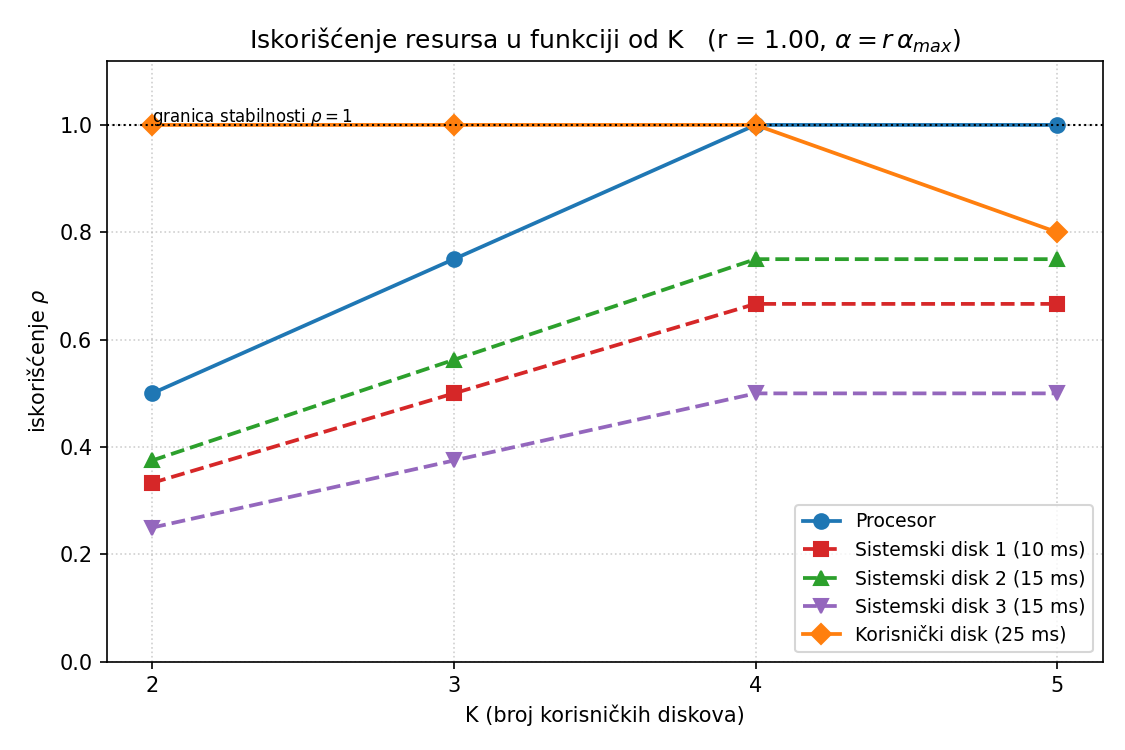 Iskorišćenje resursa u funkciji od K (r = 1.00, α = r α_max)
granica stabilnosti ρ = 1
iskorišćenje ρ
1.0
0.8
0.6
0.4
0.2
0.0
Procesor
Sistemski disk 1 (10 ms)
Sistemski disk 2 (15 ms)
Sistemski disk 3 (15 ms)
Korisnički disk (25 ms)
2 3 4 5
K (broj korisničkih diskova)